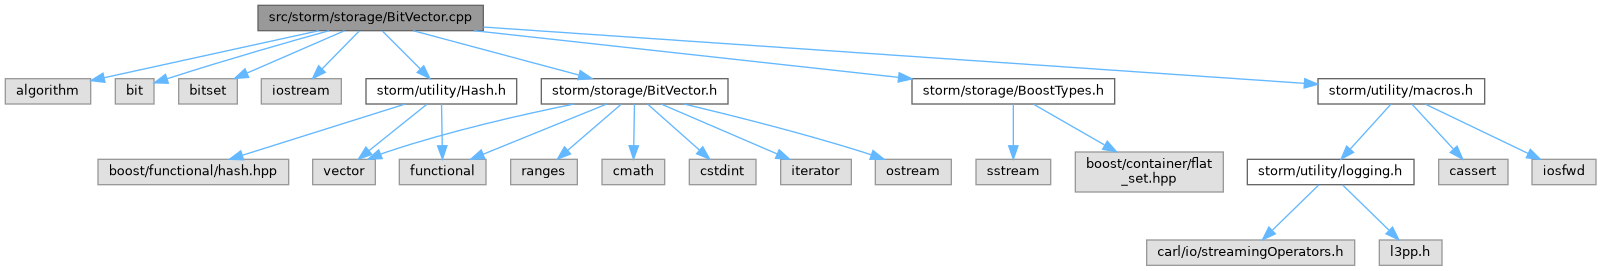 src/storm/storage/BitVector.cpp
algorithm
bit
bitset
iostream
storm/utility/Hash.h
storm/storage/BitVector.h
storm/storage/BoostTypes.h
storm/utility/macros.h
boost/functional/hash.hpp
vector
functional
ranges
cmath
cstdint
iterator
ostream
sstream
boost/container/flat
_set.hpp
storm/utility/logging.h
cassert
iosfwd
carl/io/streamingOperators.h
l3pp.h